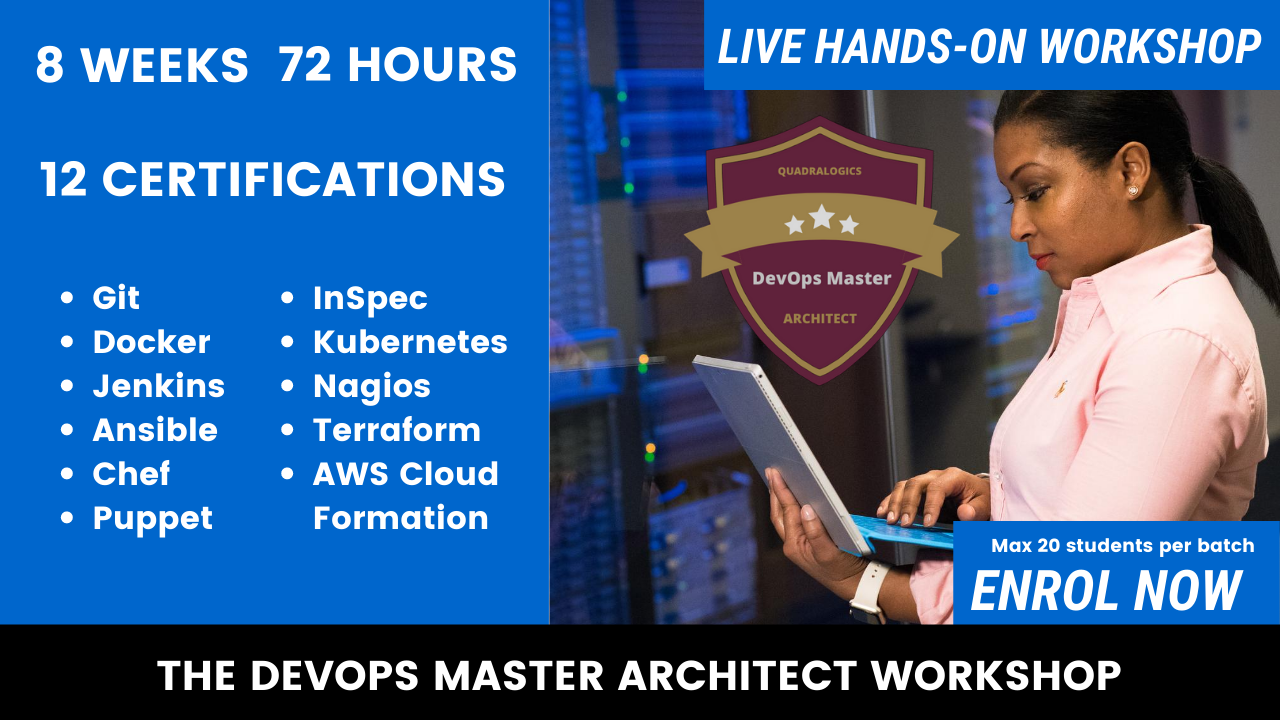 8 WEEKS 72 HOURS
12 CERTIFICATIONS
• Git
• Docker
• Jenkins
• Ansible
• Chef
• Puppet
• InSpec
• Kubernetes
• Nagios
• Terraform
• AWS Cloud
Formation
LIVE HANDS-ON WORKSHOP
QUADRALOGICS
DevOps Master
ARCHITECT
Max 20 students per batch
ENROL NOW
THE DEVOPS MASTER ARCHITECT WORKSHOP